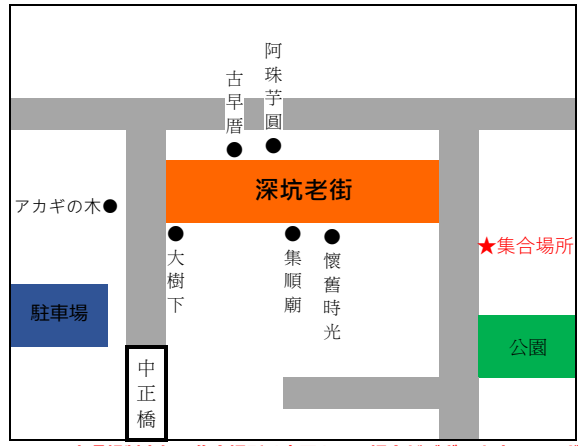 阿珠芋圓
古早厝
深坑老街
アカギの木
大樹下
集順廟
懷舊時光
★集合場所
駐車場
公園
中正橋